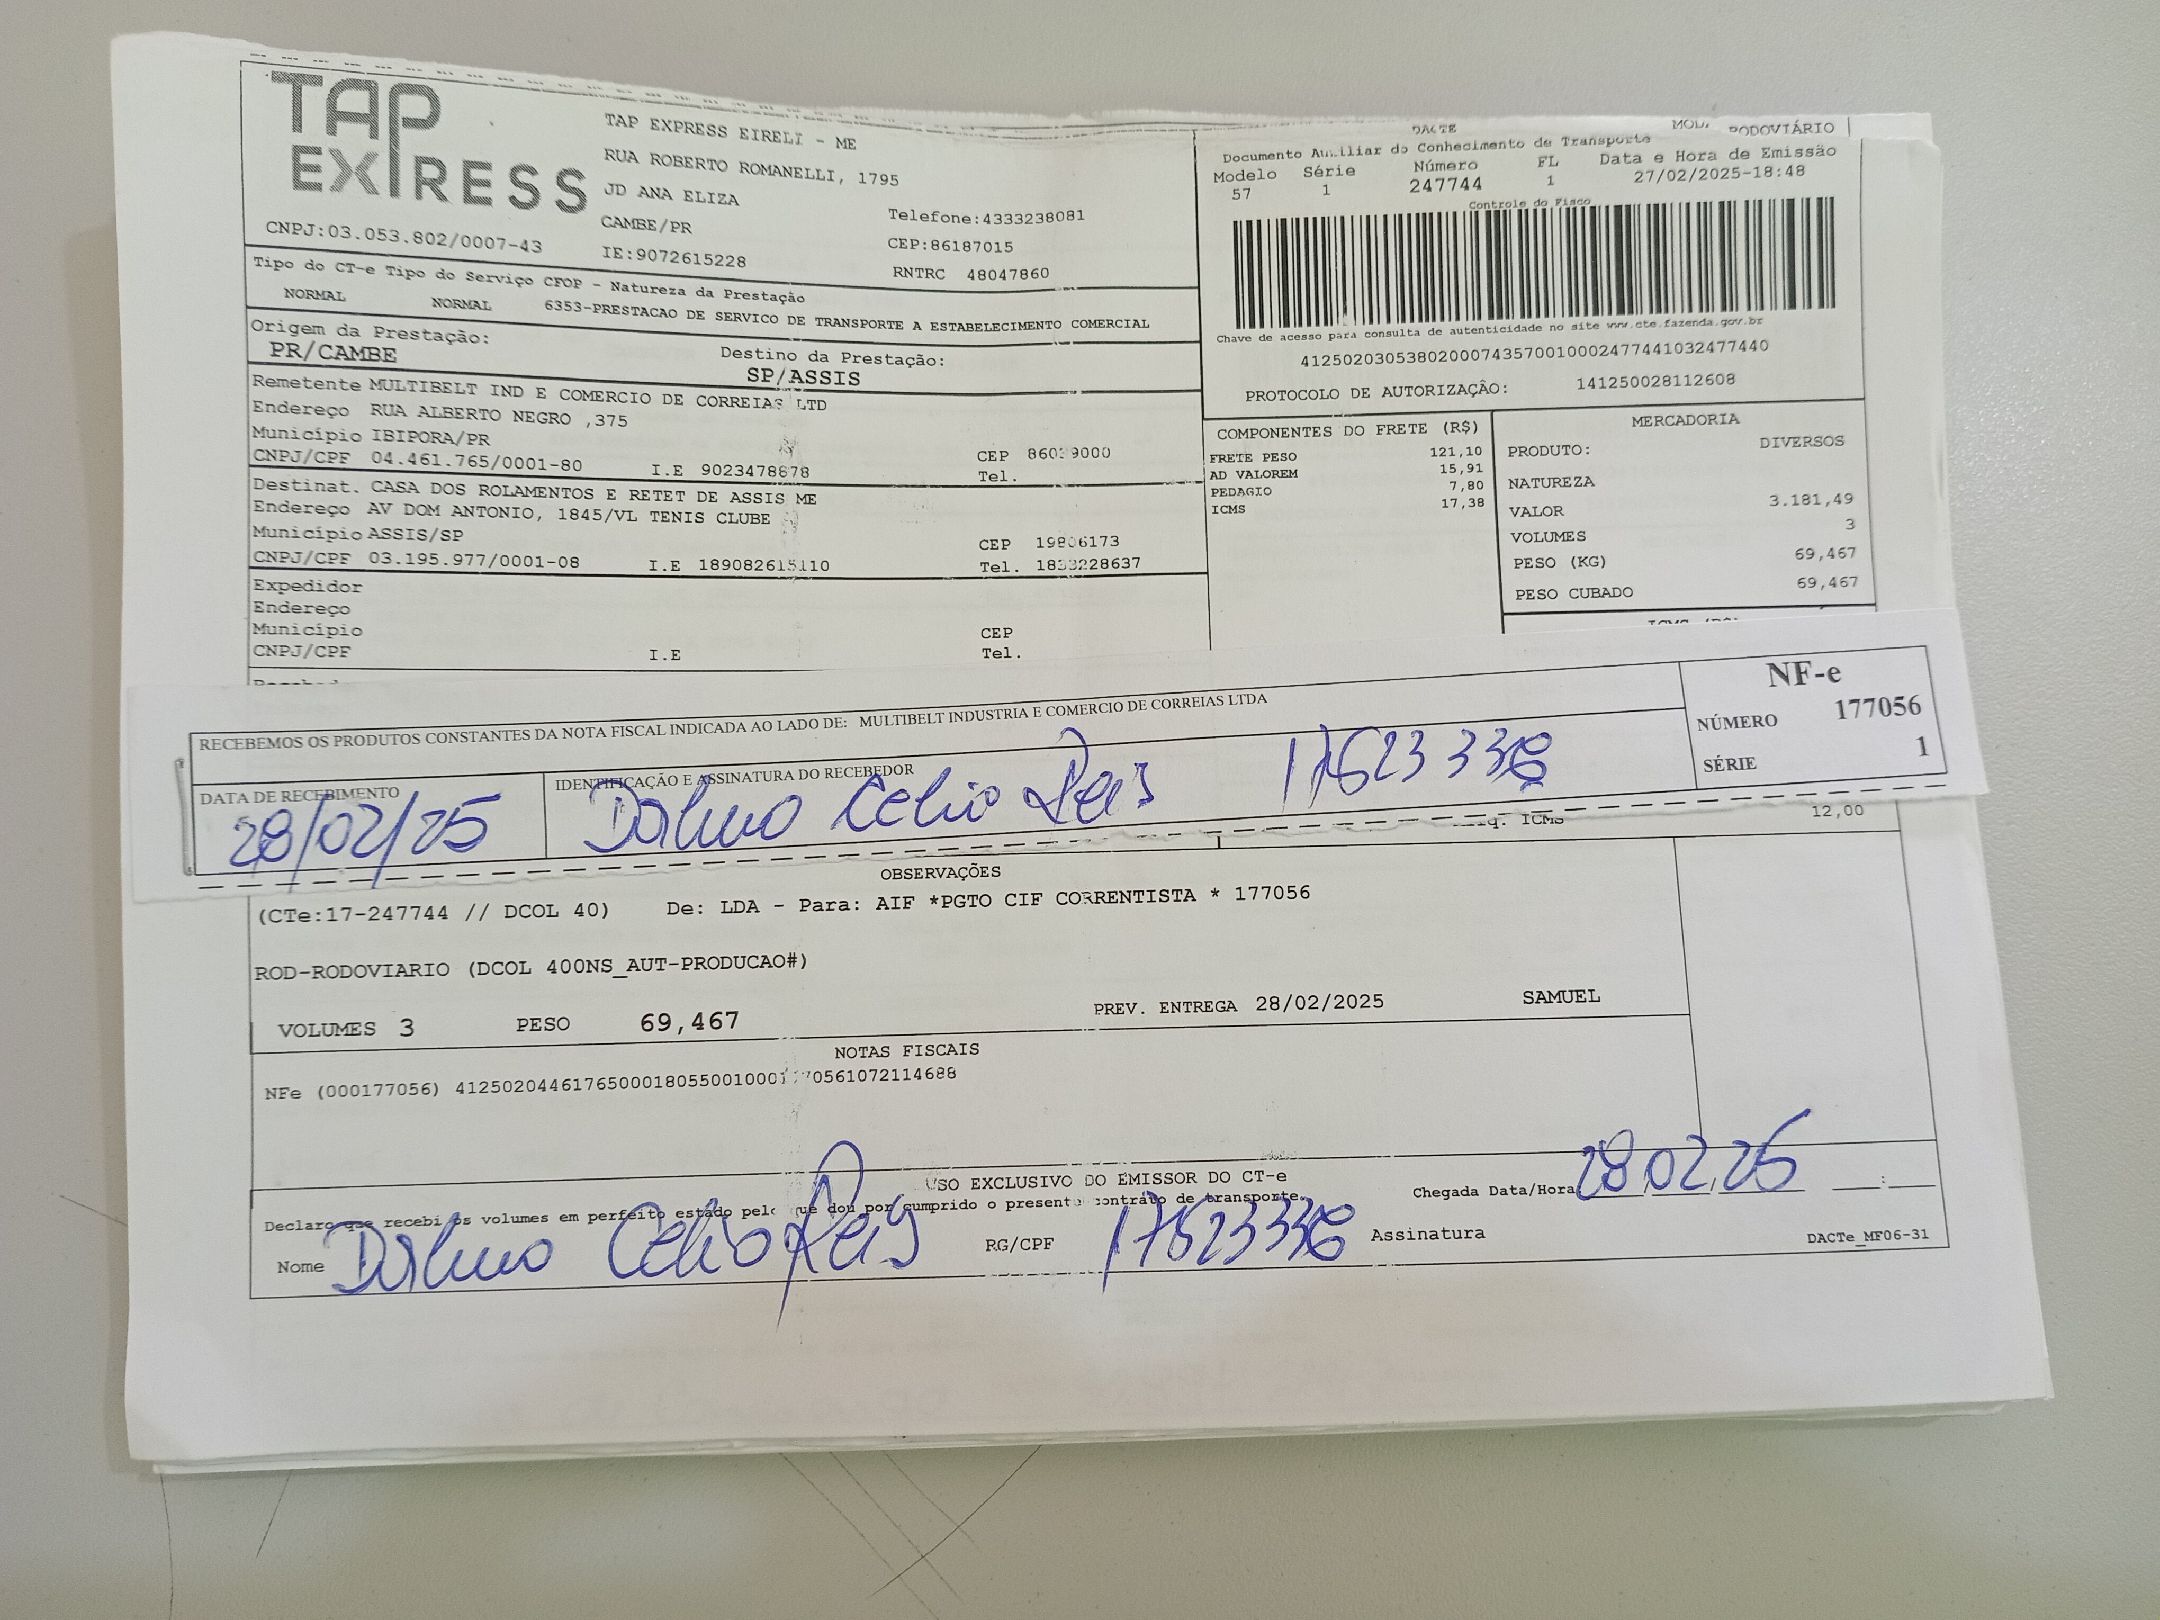 TAP
EXPRESS
TAP EXPRESS EIRELI - ME
RUA ROBERTO ROMANELLI, 1795
JD ANA ELIZA
CAMBE/PR
Telefone:4333238081
CEP:86187015
CNPJ:03.053.802/0007-43
IE:9072615228
RNTRC 48047860
DACTE
RODOVIÁRIO
Documento Auxiliar do Conhecimento de Transporte
Modelo Série Número FL Data e Hora de Emissão
57 1 247744 1 27/02/2025-18:48
Controle do Fisco
Chave de acesso para consulta de autenticidade no site www.cte.fazenda.gov.br
41250203053802000743570010002477441032477440
PROTOCOLO DE AUTORIZAÇÃO: 141250028112608
Tipo do CT-e Tipo do Serviço CFOP - Natureza da Prestação
NORMAL NORMAL 6353-PRESTACAO DE SERVICO DE TRANSPORTE A ESTABELECIMENTO COMERCIAL
Origem da Prestação: Destino da Prestação:
PR/CAMBE SP/ASSIS
Remetente MULTIBELT IND E COMERCIO DE CORREIAS LTD
Endereço RUA ALBERTO NEGRO ,375
Município IBIPORA/PR CEP
CNPJ/CPF 04.461.765/0001-80 I.E 9023478878 Tel.
Destinat. CASA DOS ROLAMENTOS E RETET DE ASSIS ME
Endereço AV DOM ANTONIO, 1845/VL TENIS CLUBE
Município ASSIS/SP CEP 19806173
CNPJ/CPF 03.195.977/0001-08 I.E 189082615110 Tel. 1833228637
Expedidor
Endereço
Município CEP
CNPJ/CPF I.E Tel.
COMPONENTES DO FRETE (R$)
FRETE PESO 121,10
AD VALOREM 15,91
PEDAGIO 7,80
ICMS 17,38
MERCADORIA
PRODUTO: DIVERSOS
NATUREZA
VALOR 3.181,49
VOLUMES 3
PESO (KG) 69,467
PESO CUBADO 69,467
RECEBEMOS OS PRODUTOS CONSTANTES DA NOTA FISCAL INDICADA AO LADO DE: MULTIBELT INDUSTRIA E COMERCIO DE CORREIAS LTDA
NF-e
NÚMERO 177056
SÉRIE 1
DATA DE RECEBIMENTO
28/02/25
IDENTIFICAÇÃO E ASSINATURA DO RECEBEDOR
Dalmo Celio Reis 17623338
ICMS 12,00
OBSERVAÇÕES
(CTe:17-247744 // DCOL 40) De: LDA - Para: AIF *PGTO CIF CORRENTISTA * 177056
ROD-RODOVIARIO (DCOL 400NS_AUT-PRODUCAO#)
VOLUMES 3 PESO 69,467 PREV. ENTREGA 28/02/2025 SAMUEL
NOTAS FISCAIS
NFe (000177056)
USO EXCLUSIVO DO EMISSOR DO CT-e
Declaro que recebi os volumes em perfeito estado pelo que dou por cumprido o presente contrato de transporte.
Chegada Data/Hora 28 02 25 :
Nome Dalmo Celio Reis RG/CPF 17623338 Assinatura
DACTe_MF06-31